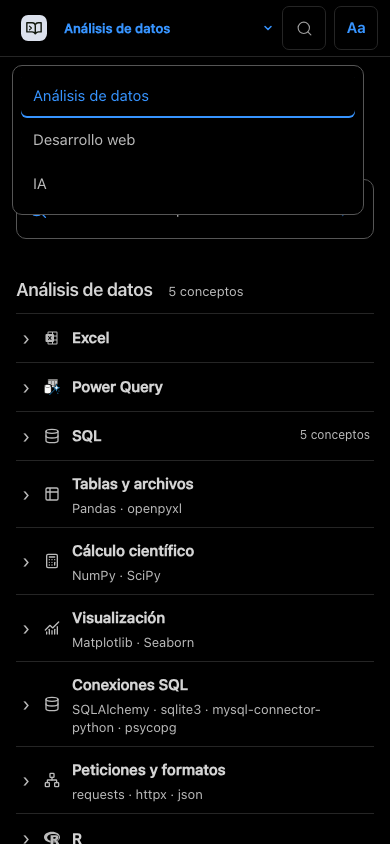 Análisis de datos
Aa
Análisis de datos
Desarrollo web
IA
Análisis de datos 5 conceptos
Excel
Power Query
SQL 5 conceptos
Tablas y archivos
Pandas · openpyxl
Cálculo científico
NumPy · SciPy
Visualización
Matplotlib · Seaborn
Conexiones SQL
SQLAlchemy · sqlite3 · mysql-connector-
python · psycopg
Peticiones y formatos
requests · httpx · json
R